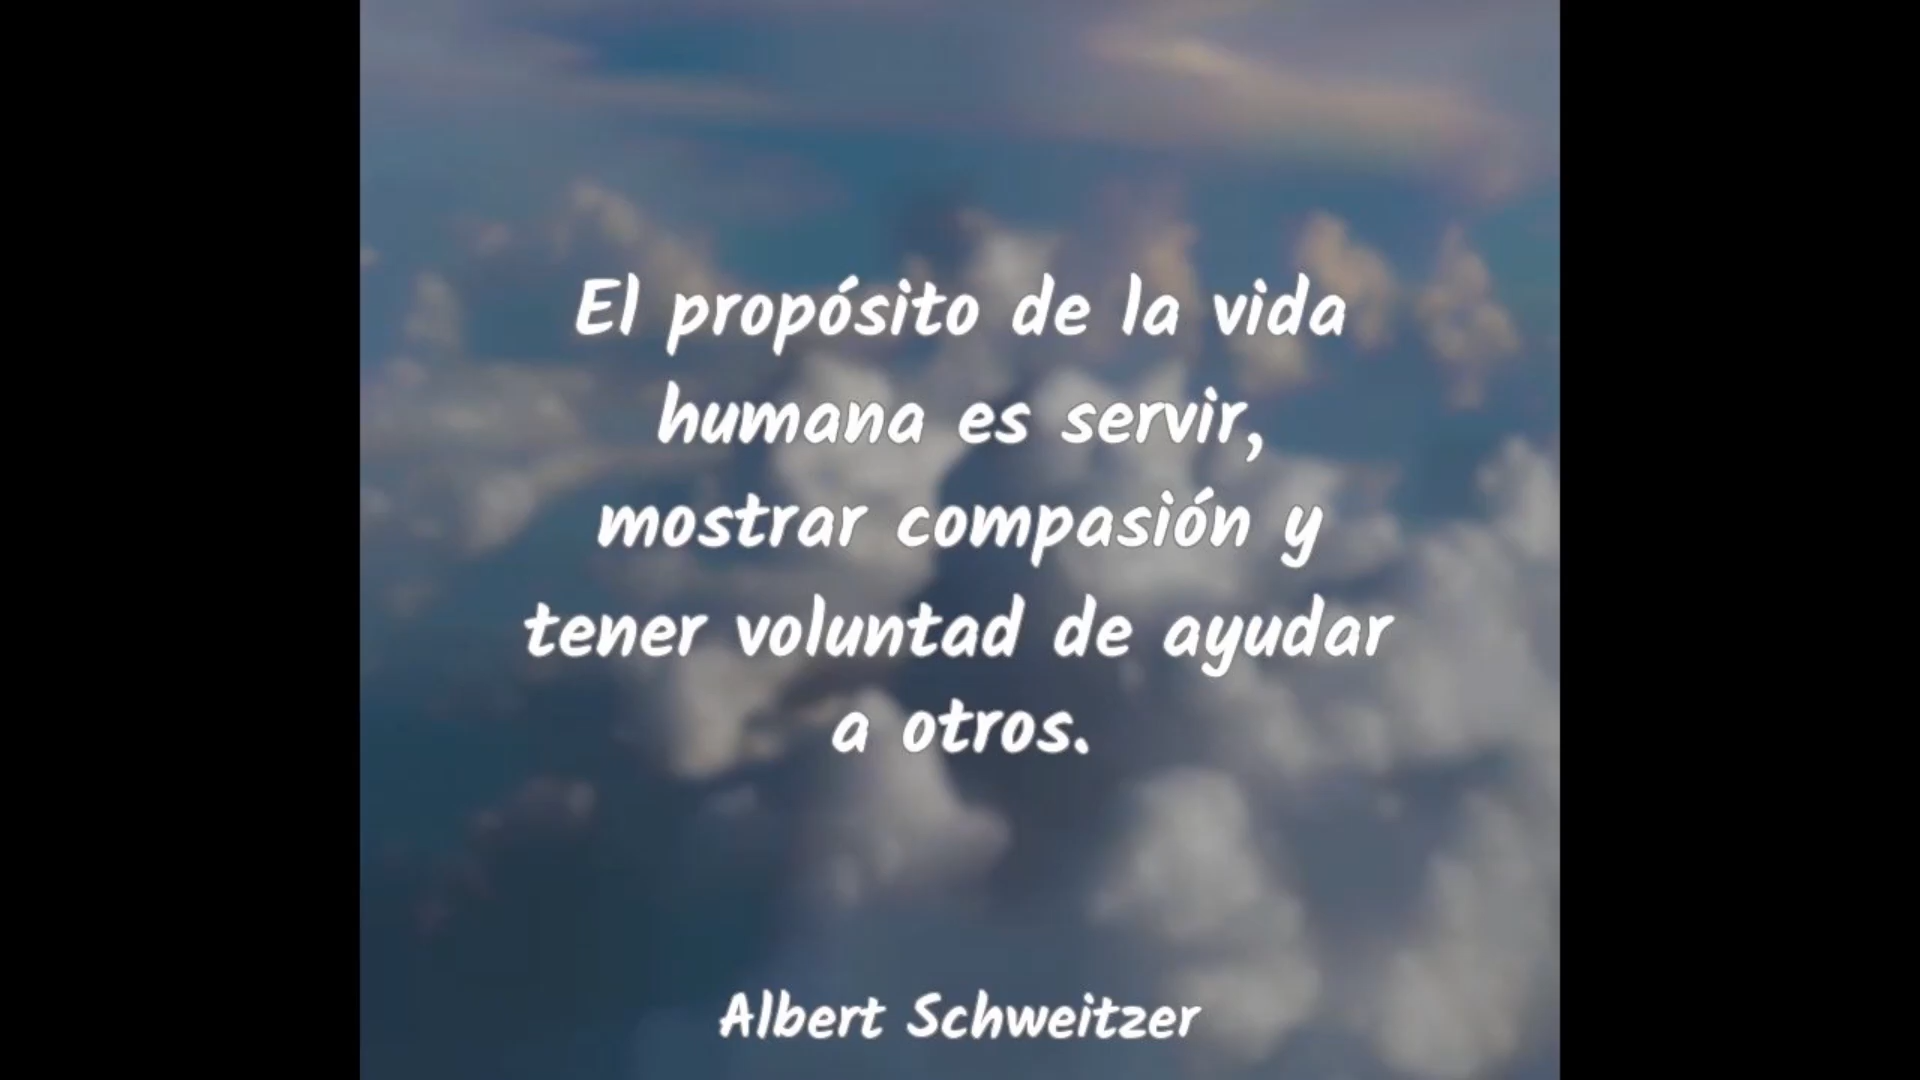 El propósito de la vida
humana es servir,
mostrar compasión y
tener voluntad de ayudar
a otros.
Albert Schweitzer